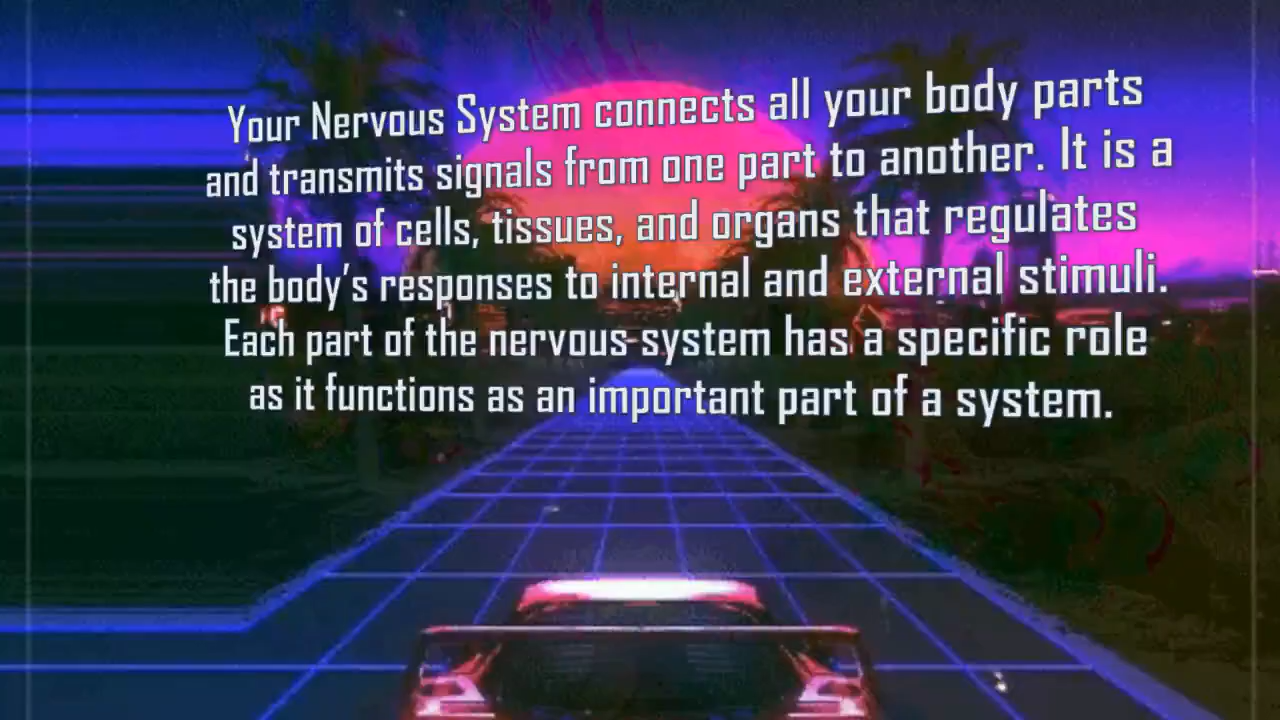 Your Nervous System connects all your body parts
and transmits signals from one part to another. It is a
system of cells, tissues, and organs that regulates
the body’s responses to internal and external stimuli.
Each part of the nervous system has a specific role
as it functions as an important part of a system.